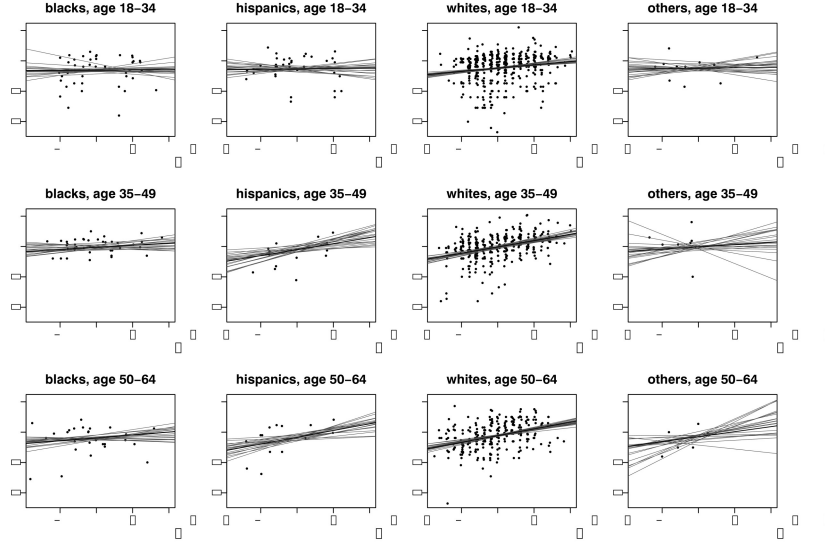 blacks, age 18−34
hispanics, age 18−34
whites, age 18−34
others, age 18−34
blacks, age 35−49
hispanics, age 35−49
whites, age 35−49
others, age 35−49
blacks, age 50−64
hispanics, age 50−64
whites, age 50−64
others, age 50−64